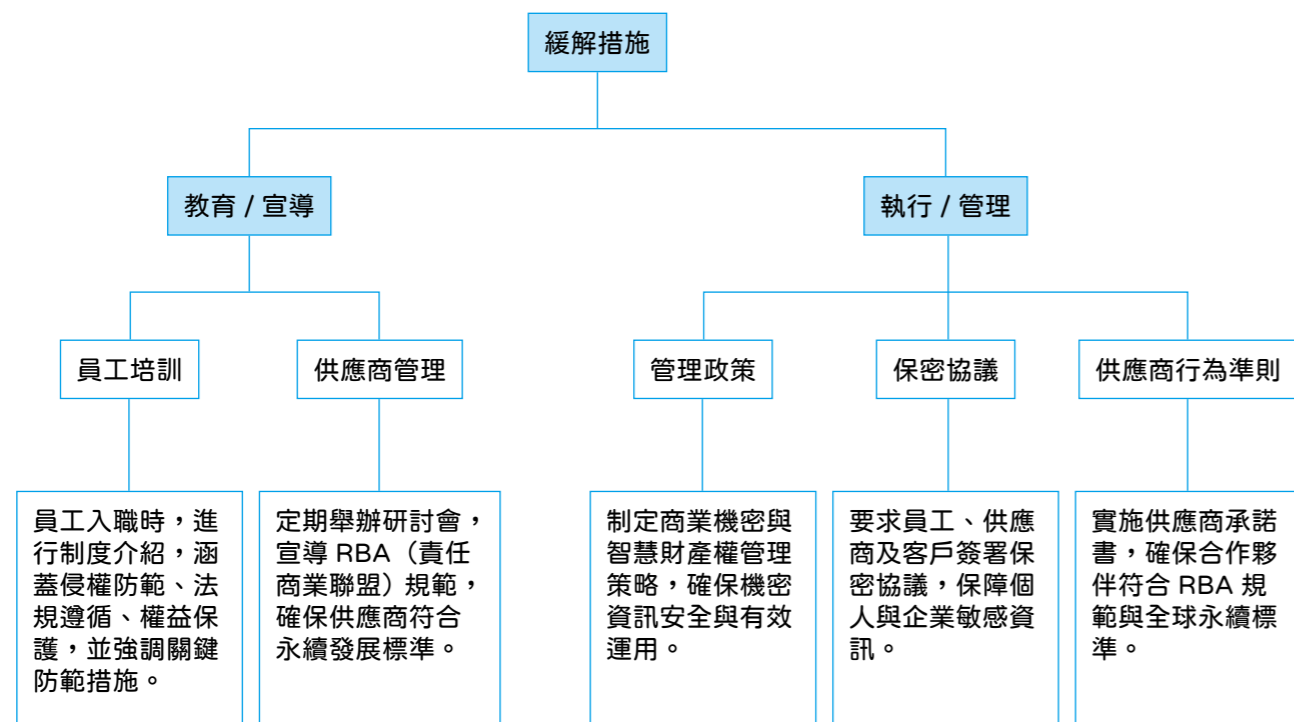 緩解措施
教育 / 宣導
執行 / 管理
員工培訓
供應商管理
管理政策
保密協議
供應商行為準則
員工入職時，進
行制度介紹，涵
蓋侵權防範、法
規遵循、權益保
護，並強調關鍵
防範措施。
定期舉辦研討會，
宣導 RBA（責任
商業聯盟）規範，
確保供應商符合
永續發展標準。
制定商業機密與
智慧財產權管理
策略，確保機密
資訊安全與有效
運用。
要求員工、供應
商及客戶簽署保
密協議，保障個
人與企業敏感資
訊。
實施供應商承諾
書，確保合作夥
伴符合 RBA 規
範與全球永續標
準。